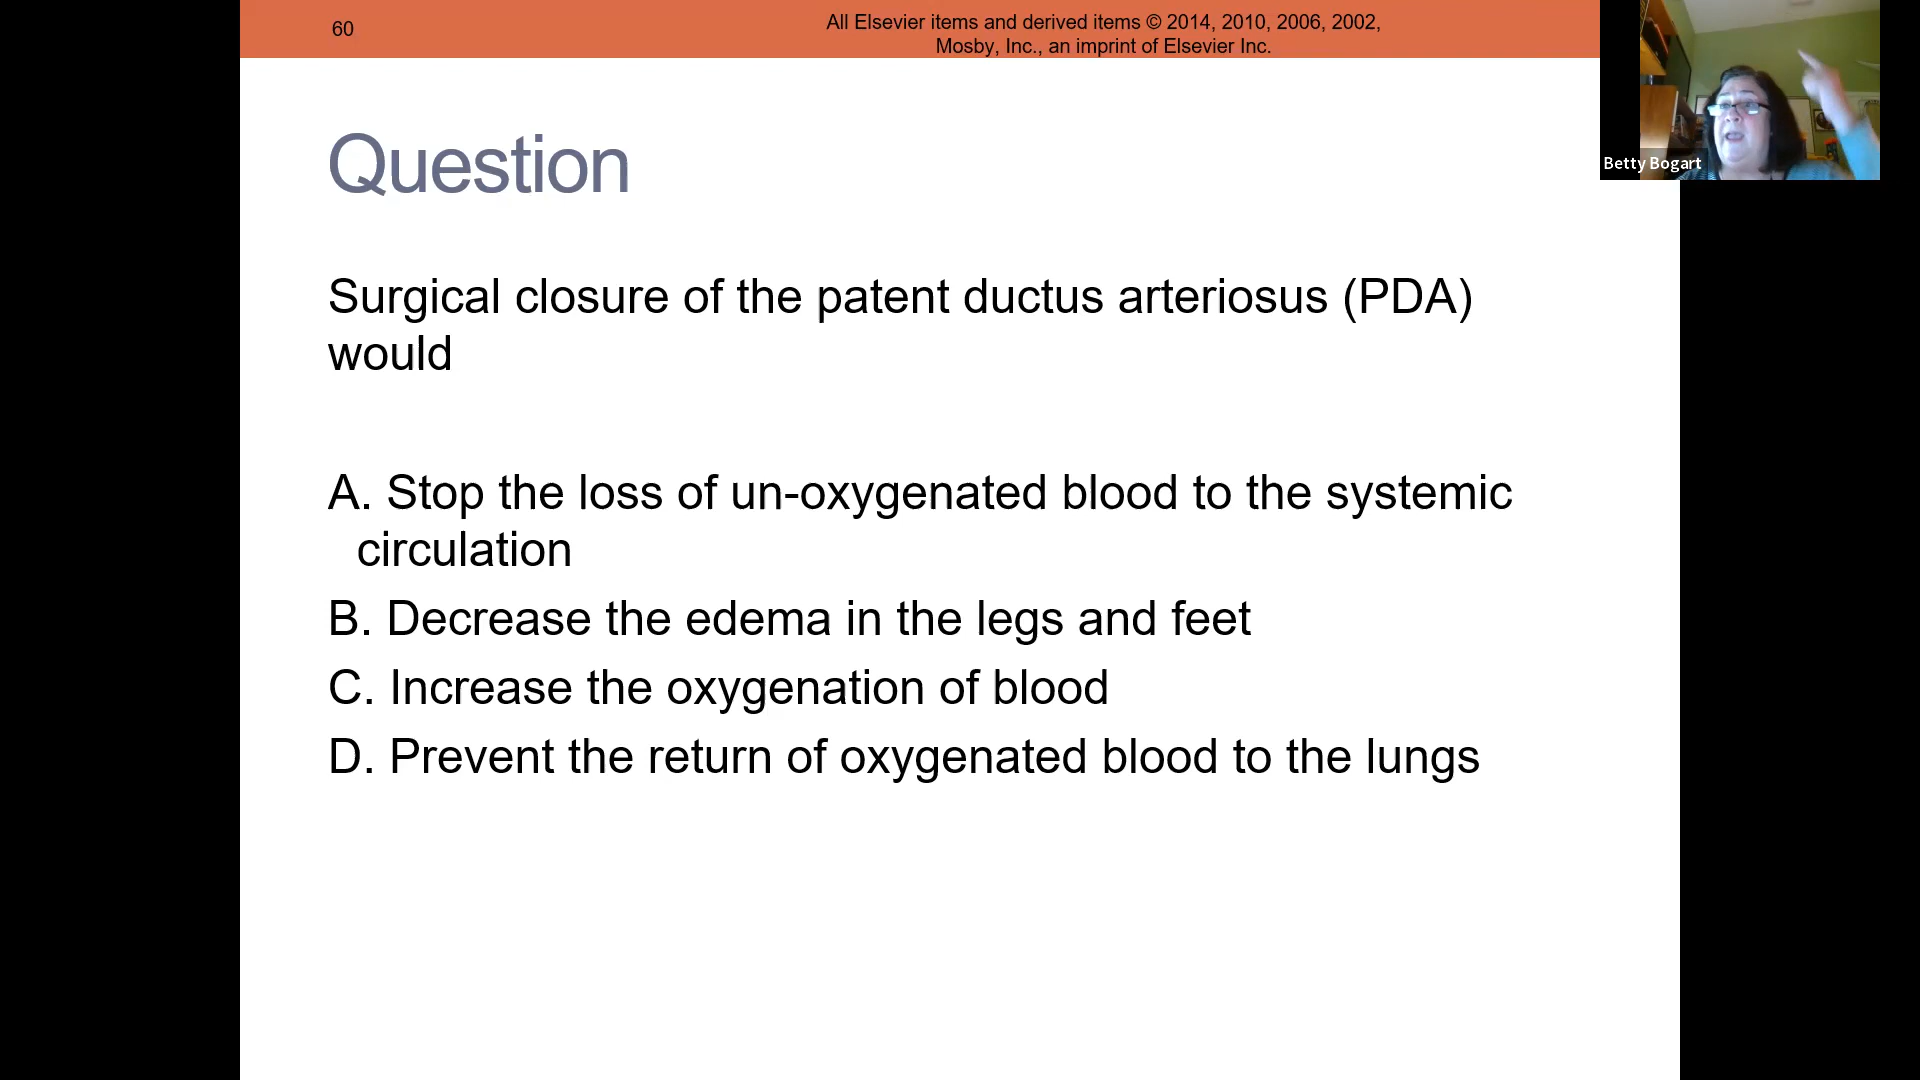 60
All Elsevier items and derived items © 2014, 2010, 2006, 2002,
Mosby, Inc., an imprint of Elsevier Inc.
Betty Bogart
Question
Surgical closure of the patent ductus arteriosus (PDA)
would
A. Stop the loss of un-oxygenated blood to the systemic
circulation
B. Decrease the edema in the legs and feet
C. Increase the oxygenation of blood
D. Prevent the return of oxygenated blood to the lungs